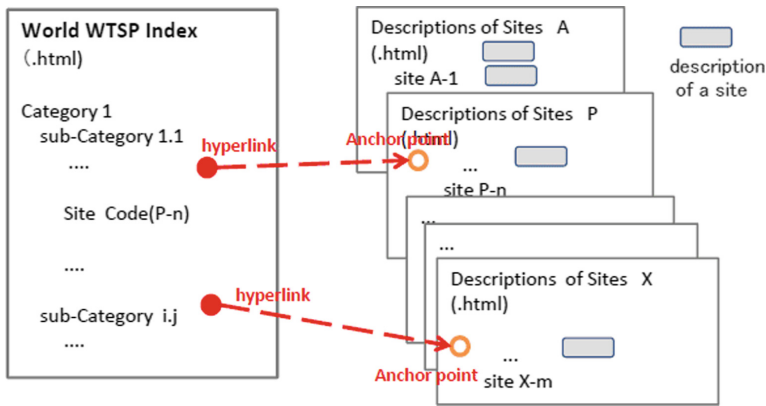 World WTSP Index
(.html)
Category 1
sub-Category 1.1
....
Site Code(P-n)
....
sub-Category i.j
....
hyperlink
hyperlink
Descriptions of Sites A
(.html)
site A-1
Descriptions of Sites P
(.html)
Anchor point
...
site P-n
...
...
Descriptions of Sites X
(.html)
...
Anchor point
site X-m
description
of a site